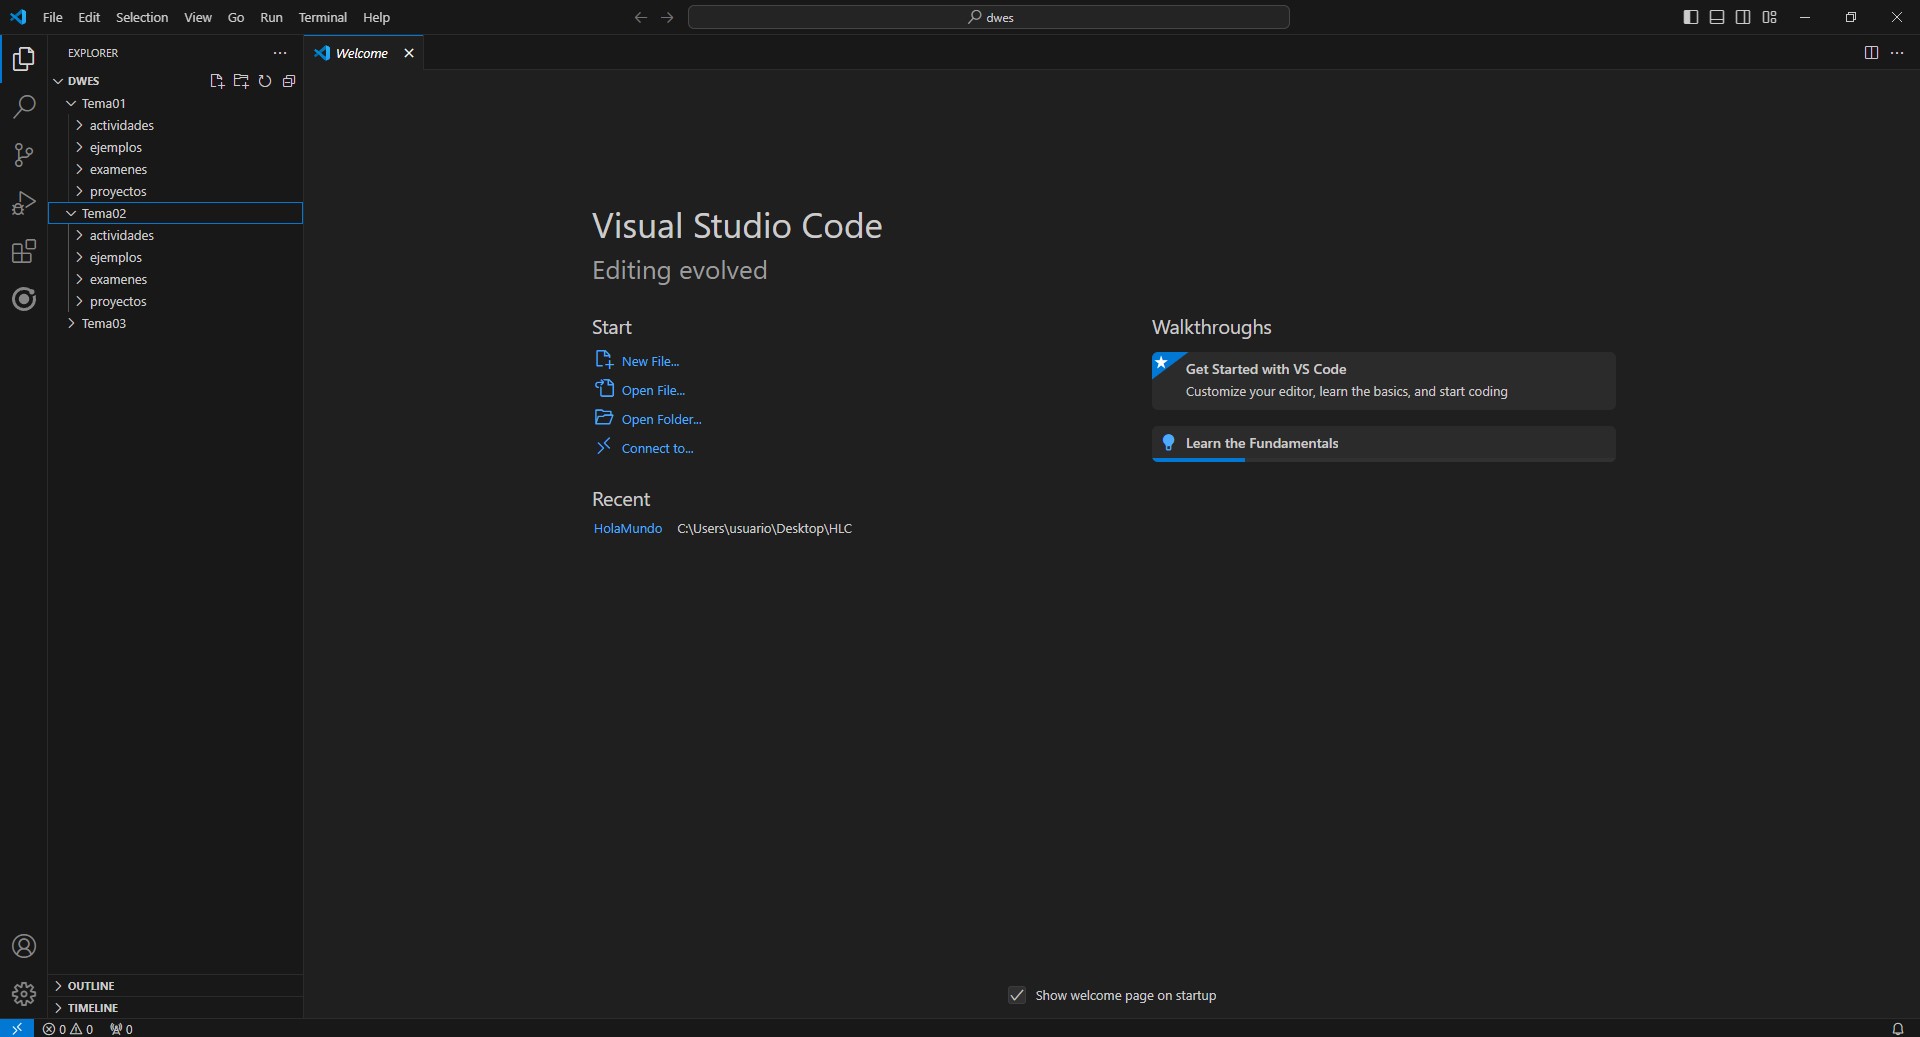 File Edit Selection View Go Run Terminal Help
dwes
EXPLORER
Welcome
DWES
Tema01
actividades
ejemplos
examenes
proyectos
Tema02
actividades
ejemplos
examenes
proyectos
Tema03
Visual Studio Code
Editing evolved
Start
New File...
Open File...
Open Folder...
Connect to...
Recent
HolaMundo C:\Users\usuario\Desktop\HLC
Walkthroughs
Get Started with VS Code
Customize your editor, learn the basics, and start coding
Learn the Fundamentals
OUTLINE
TIMELINE
Show welcome page on startup
0 0 0